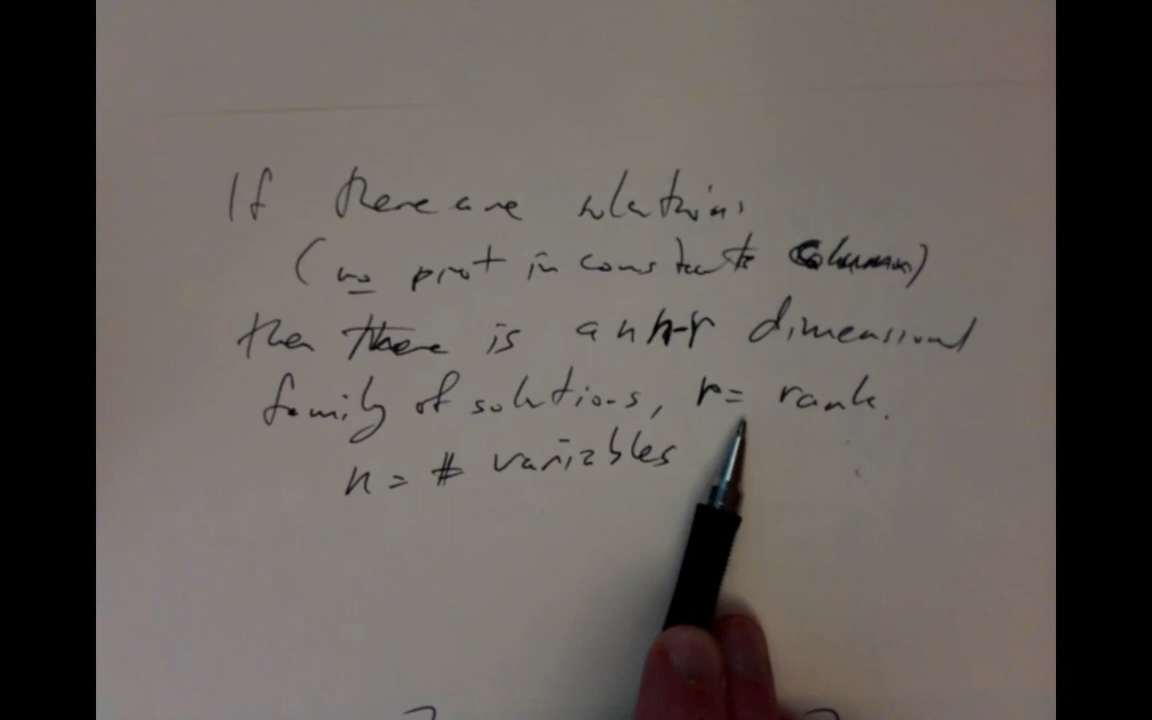 If there are solutions
(no pivot in constants column)
then there is an n-r dimensional
family of solutions, r = rank.
n = # variables